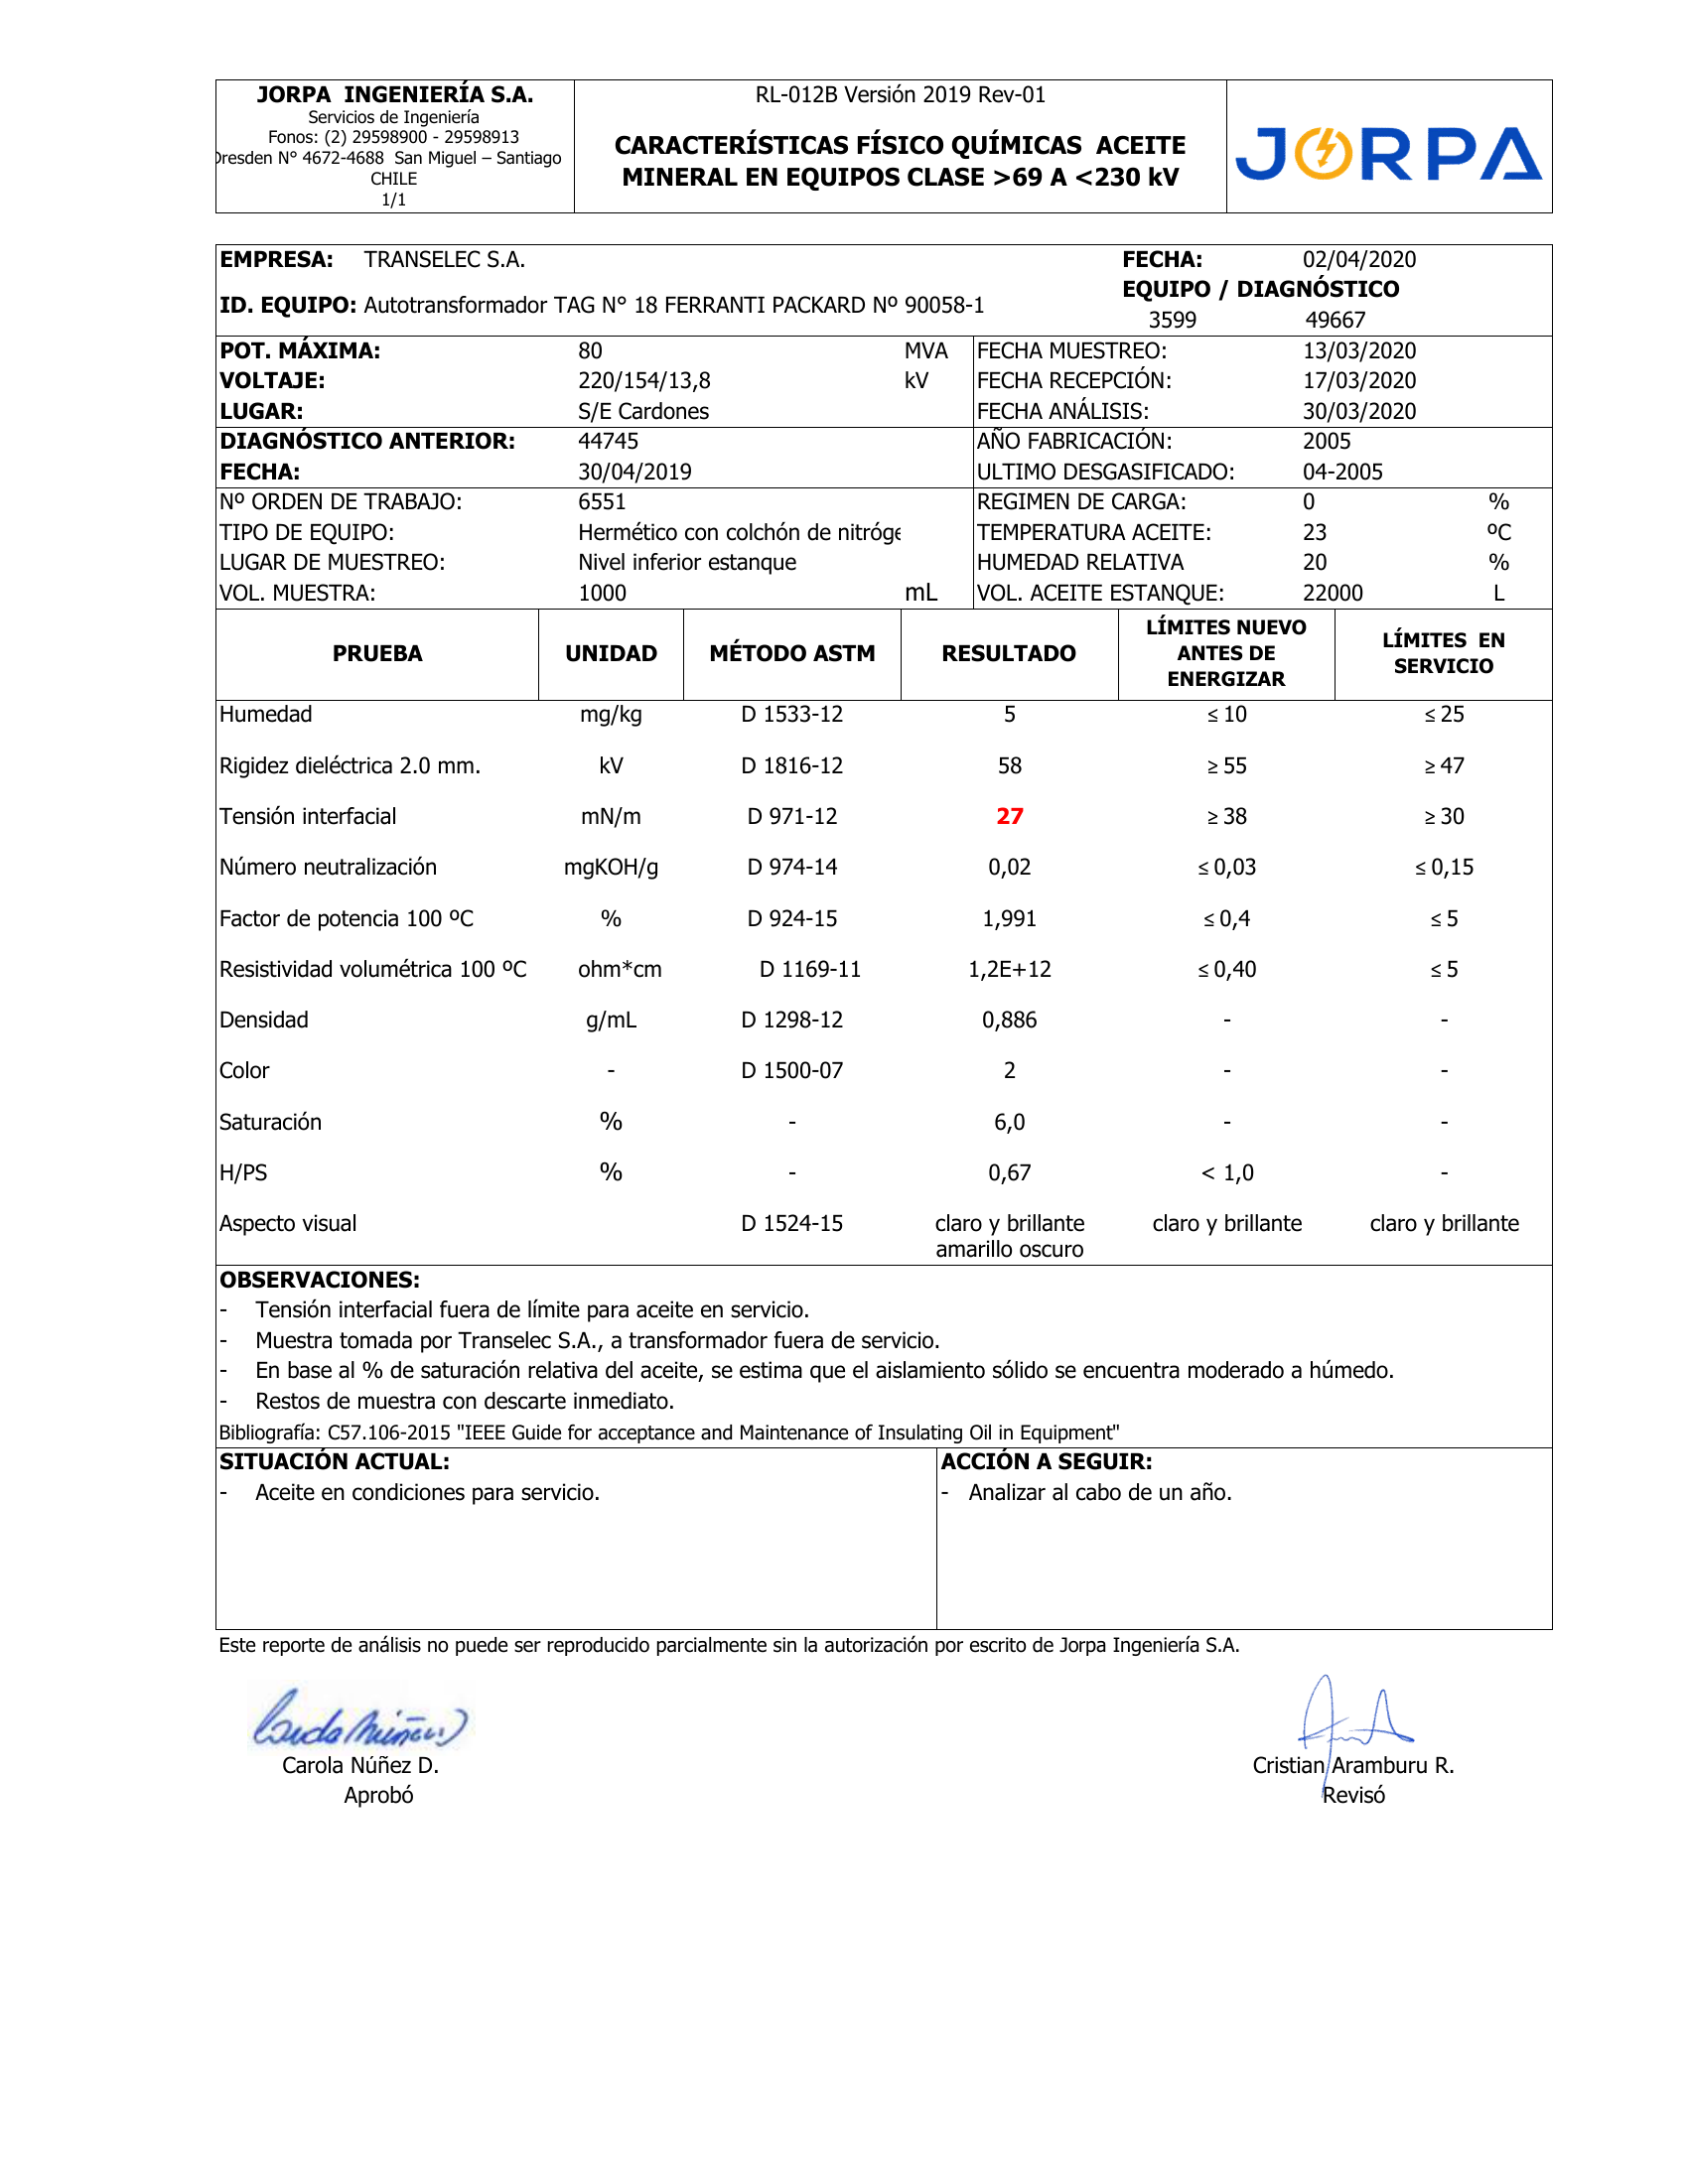 JORPA  INGENIERÍA S.A.
Servicios de Ingeniería
Fonos: (2) 29598900 - 29598913
Dresden N° 4672-4688  San Miguel – Santiago
CHILE
1/1
RL-012B Versión 2019 Rev-01
CARACTERÍSTICAS FÍSICO QUÍMICAS  ACEITE
MINERAL EN EQUIPOS CLASE >69 A <230 kV
JORPA
EMPRESA: TRANSELEC S.A. FECHA: 02/04/2020
EQUIPO / DIAGNÓSTICO
ID. EQUIPO: Autotransformador TAG N° 18 FERRANTI PACKARD Nº 90058-1
3599 49667
POT. MÁXIMA: 80 MVA FECHA MUESTREO: 13/03/2020
VOLTAJE: 220/154/13,8 kV FECHA RECEPCIÓN: 17/03/2020
LUGAR: S/E Cardones FECHA ANÁLISIS: 30/03/2020
DIAGNÓSTICO ANTERIOR: 44745 AÑO FABRICACIÓN: 2005
FECHA: 30/04/2019 ULTIMO DESGASIFICADO: 04-2005
Nº ORDEN DE TRABAJO: 6551 REGIMEN DE CARGA: 0 %
TIPO DE EQUIPO: Hermético con colchón de nitróge TEMPERATURA ACEITE: 23 ºC
LUGAR DE MUESTREO: Nivel inferior estanque HUMEDAD RELATIVA 20 %
VOL. MUESTRA: 1000 mL VOL. ACEITE ESTANQUE: 22000 L
PRUEBA UNIDAD MÉTODO ASTM RESULTADO LÍMITES NUEVO ANTES DE ENERGIZAR LÍMITES  EN SERVICIO
Humedad mg/kg D 1533-12 5 ≤ 10 ≤ 25
Rigidez dieléctrica 2.0 mm. kV D 1816-12 58 ≥ 55 ≥ 47
Tensión interfacial mN/m D 971-12 27 ≥ 38 ≥ 30
Número neutralización mgKOH/g D 974-14 0,02 ≤ 0,03 ≤ 0,15
Factor de potencia 100 ºC % D 924-15 1,991 ≤ 0,4 ≤ 5
Resistividad volumétrica 100 ºC ohm*cm D 1169-11 1,2E+12 ≤ 0,40 ≤ 5
Densidad g/mL D 1298-12 0,886 - -
Color - D 1500-07 2 - -
Saturación % - 6,0 - -
H/PS % - 0,67 < 1,0 -
Aspecto visual D 1524-15 claro y brillante claro y brillante claro y brillante
amarillo oscuro
OBSERVACIONES:
- Tensión interfacial fuera de límite para aceite en servicio.
- Muestra tomada por Transelec S.A., a transformador fuera de servicio.
- En base al % de saturación relativa del aceite, se estima que el aislamiento sólido se encuentra moderado a húmedo.
- Restos de muestra con descarte inmediato.
Bibliografía: C57.106-2015 "IEEE Guide for acceptance and Maintenance of Insulating Oil in Equipment"
SITUACIÓN ACTUAL: ACCIÓN A SEGUIR:
- Aceite en condiciones para servicio. - Analizar al cabo de un año.
Este reporte de análisis no puede ser reproducido parcialmente sin la autorización por escrito de Jorpa Ingeniería S.A.
Carola Núñez D. Cristian Aramburu R.
Aprobó Revisó